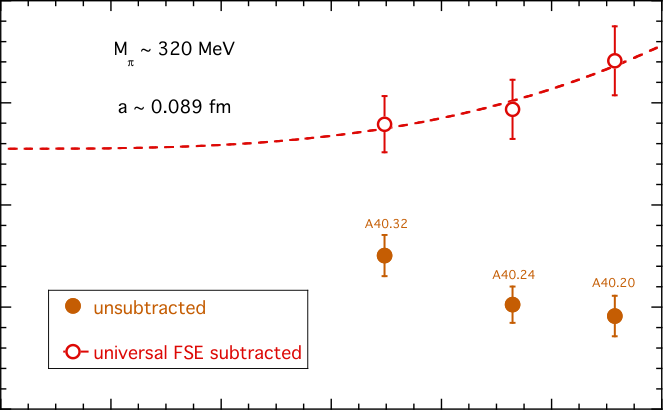 Mπ ~ 320 MeV
a ~ 0.089 fm
A40.32
A40.24
A40.20
unsubtracted
universal FSE subtracted